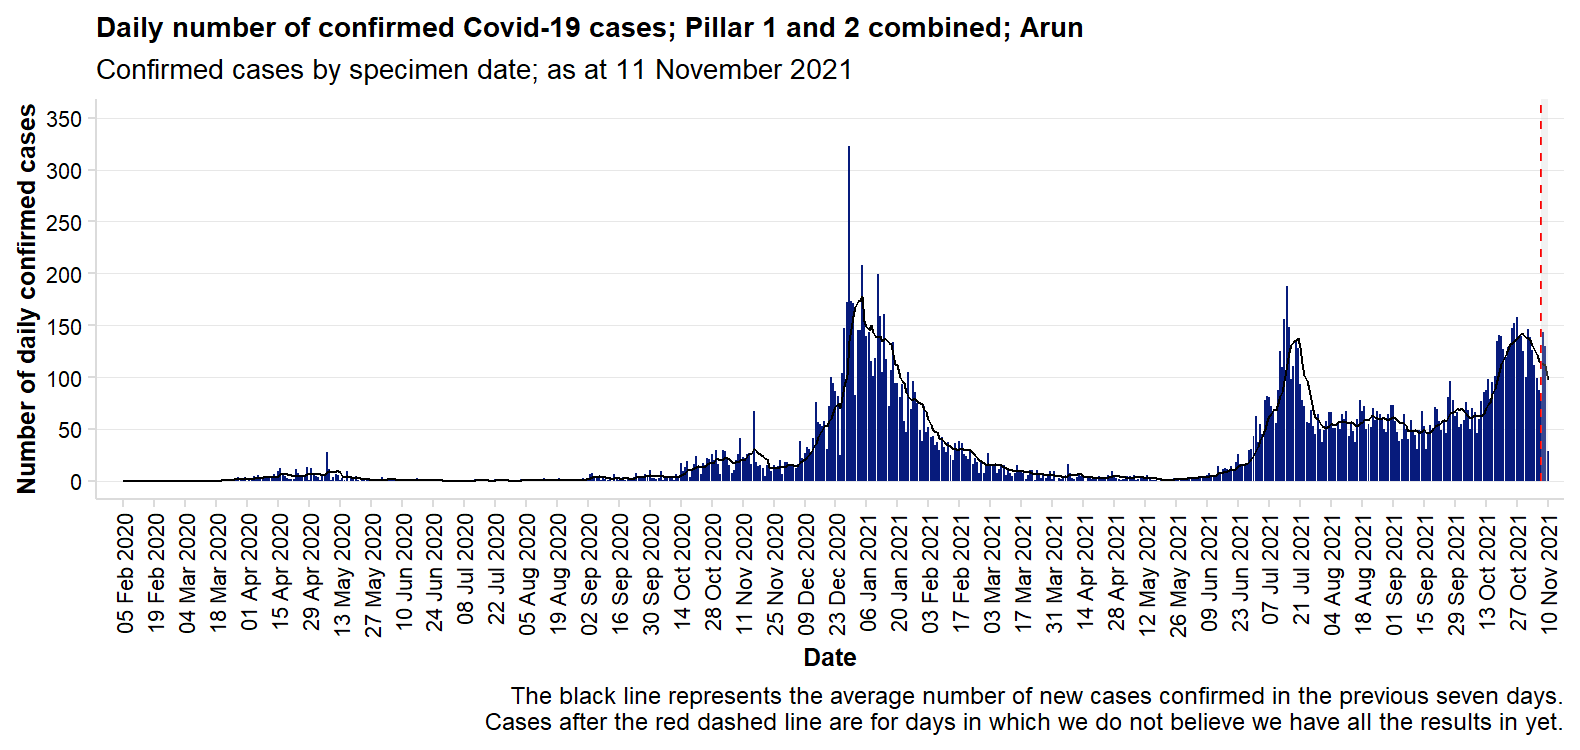 Daily number of confirmed Covid-19 cases; Pillar 1 and 2 combined; Arun
Confirmed cases by specimen date; as at 11 November 2021
Number of daily confirmed cases
350
300
250
200
150
100
50
0
05 Feb 2020
19 Feb 2020
04 Mar 2020
18 Mar 2020
01 Apr 2020
15 Apr 2020
29 Apr 2020
13 May 2020
27 May 2020
10 Jun 2020
24 Jun 2020
08 Jul 2020
22 Jul 2020
05 Aug 2020
19 Aug 2020
02 Sep 2020
16 Sep 2020
30 Sep 2020
14 Oct 2020
28 Oct 2020
11 Nov 2020
25 Nov 2020
09 Dec 2020
23 Dec 2020
06 Jan 2021
20 Jan 2021
03 Feb 2021
17 Feb 2021
03 Mar 2021
17 Mar 2021
31 Mar 2021
14 Apr 2021
28 Apr 2021
12 May 2021
26 May 2021
09 Jun 2021
23 Jun 2021
07 Jul 2021
21 Jul 2021
04 Aug 2021
18 Aug 2021
01 Sep 2021
15 Sep 2021
29 Sep 2021
13 Oct 2021
27 Oct 2021
10 Nov 2021
Date
The black line represents the average number of new cases confirmed in the previous seven days.
Cases after the red dashed line are for days in which we do not believe we have all the results in yet.